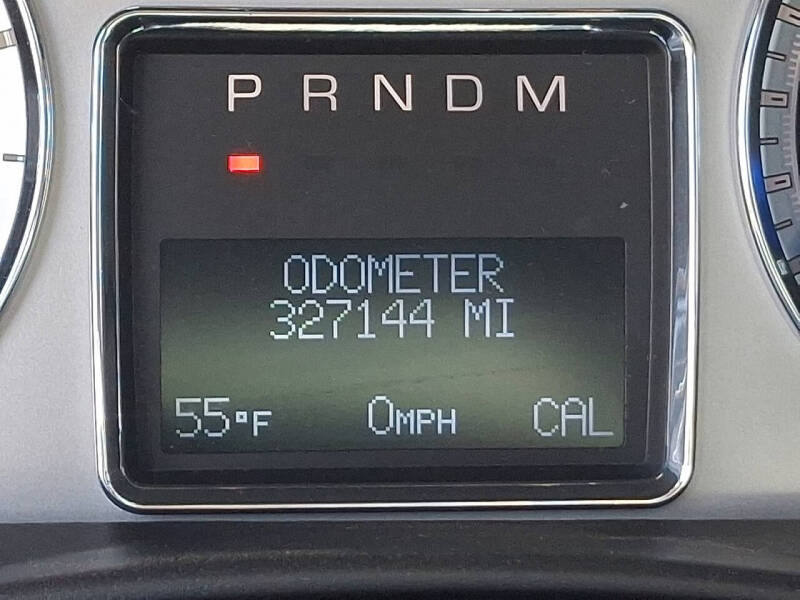 P R N D M
ODOMETER
327144 MI
55°F 0MPH CAL